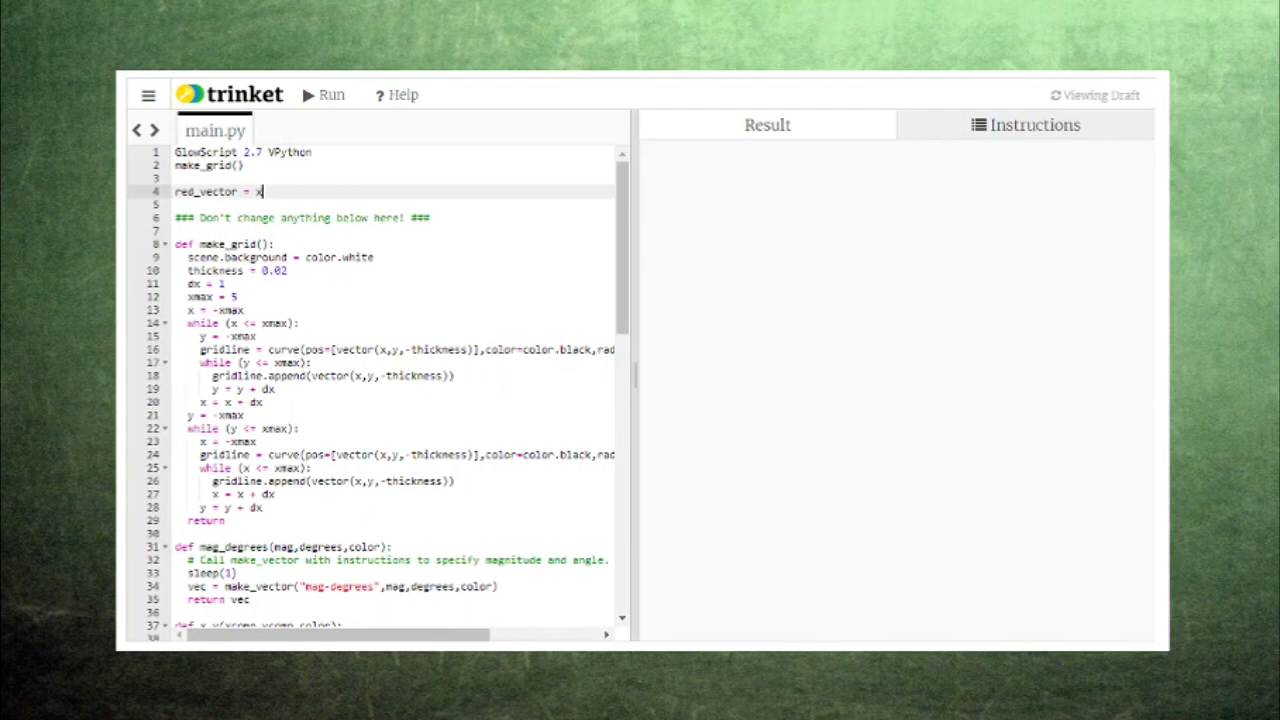 trinket
Run
? Help
Viewing Draft
main.py
Result
Instructions
1 GlowScript 2.7 VPython
2 make_grid()
3
4 red_vector = x
5
6 ### Don't change anything below here! ###
7
8 def make_grid():
9 scene.background = color.white
10 thickness = 0.02
11 dx = 1
12 xmax = 5
13 x = -xmax
14 while (x <= xmax):
15 y = -xmax
16 gridline = curve(pos=[vector(x,y,-thickness)],color=color.black,rad
17 while (y <= xmax):
18 gridline.append(vector(x,y,-thickness))
19 y = y + dx
20 x = x + dx
21 y = -xmax
22 while (y <= xmax):
23 x = -xmax
24 gridline = curve(pos=[vector(x,y,-thickness)],color=color.black,rad
25 while (x <= xmax):
26 gridline.append(vector(x,y,-thickness))
27 x = x + dx
28 y = y + dx
29 return
30
31 def mag_degrees(mag,degrees,color):
32 # Call make_vector with instructions to specify magnitude and angle.
33 sleep(1)
34 vec = make_vector("mag-degrees",mag,degrees,color)
35 return vec
36
37 def x_y(xcomp,ycomp,color):
38